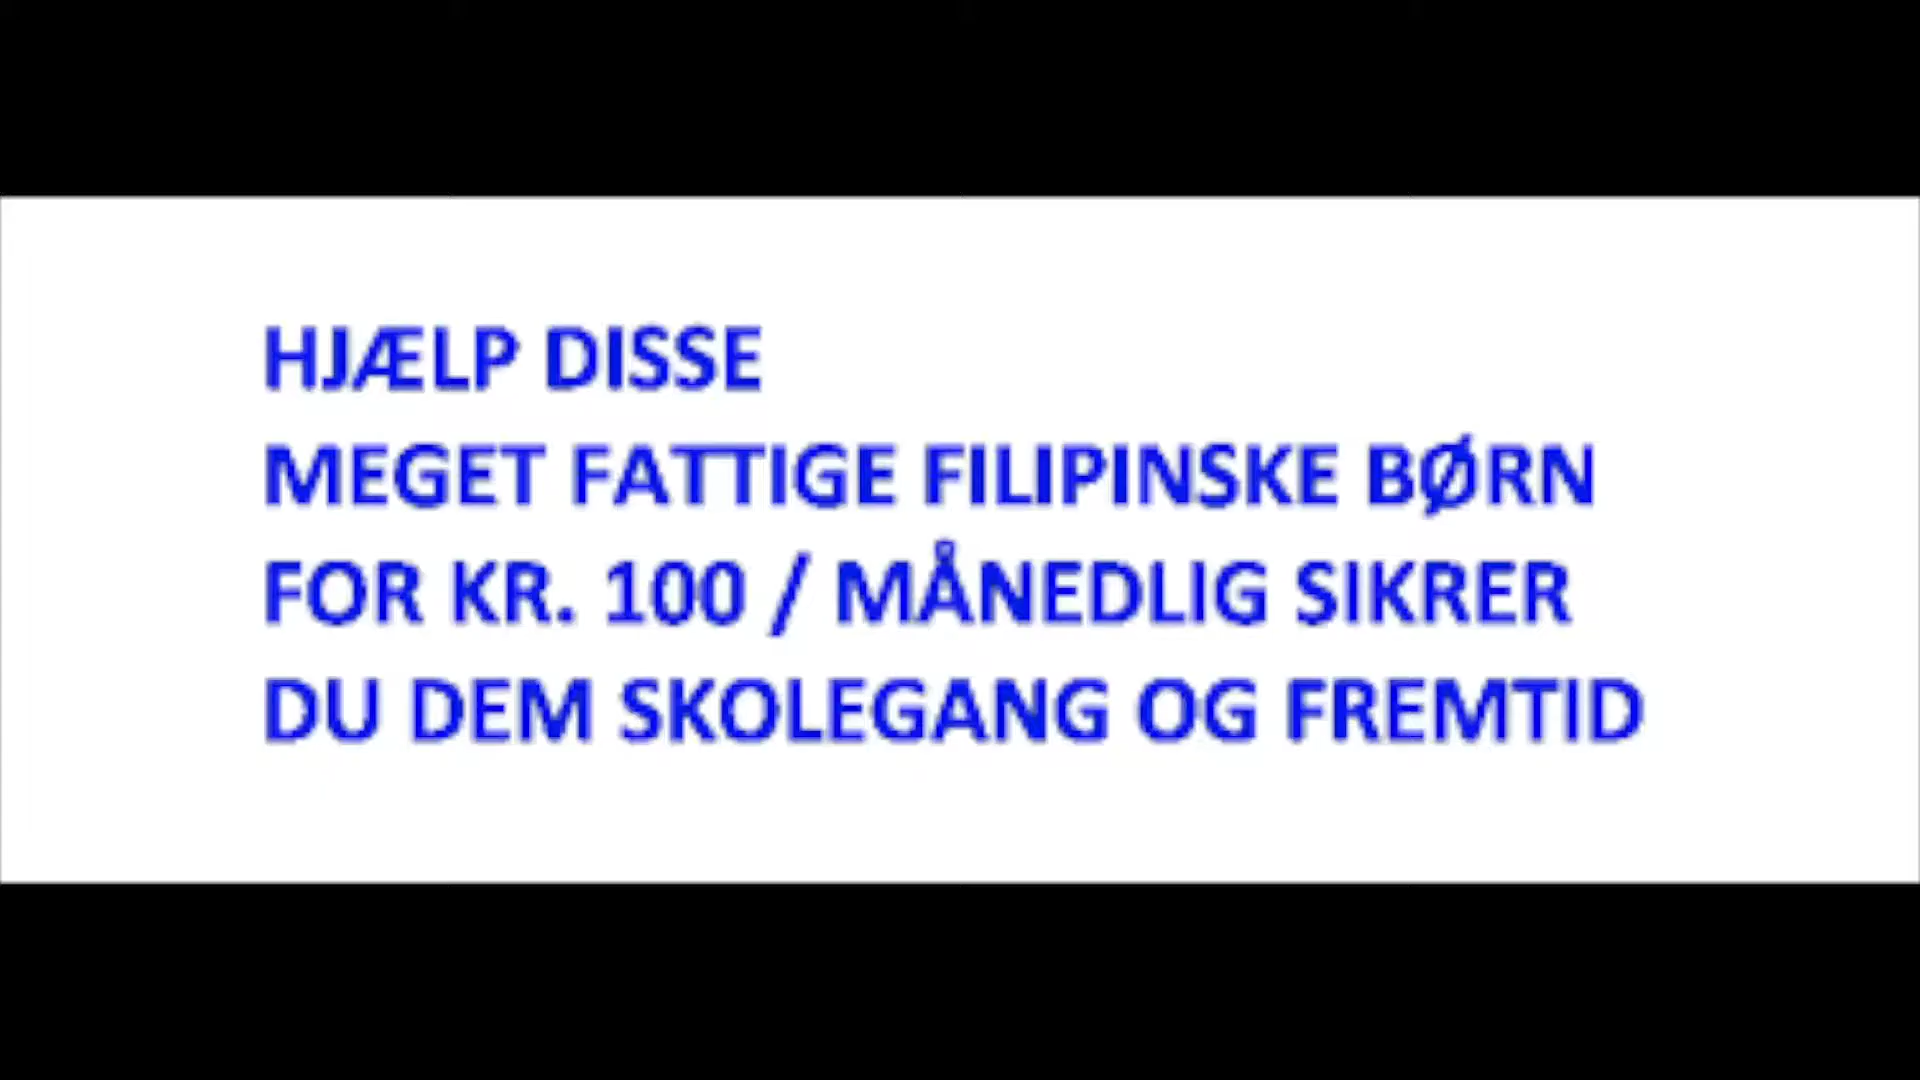 HJÆLP DISSE
MEGET FATTIGE FILIPINSKE BØRN
FOR KR. 100 / MÅNEDLIG SIKRER
DU DEM SKOLEGANG OG FREMTID